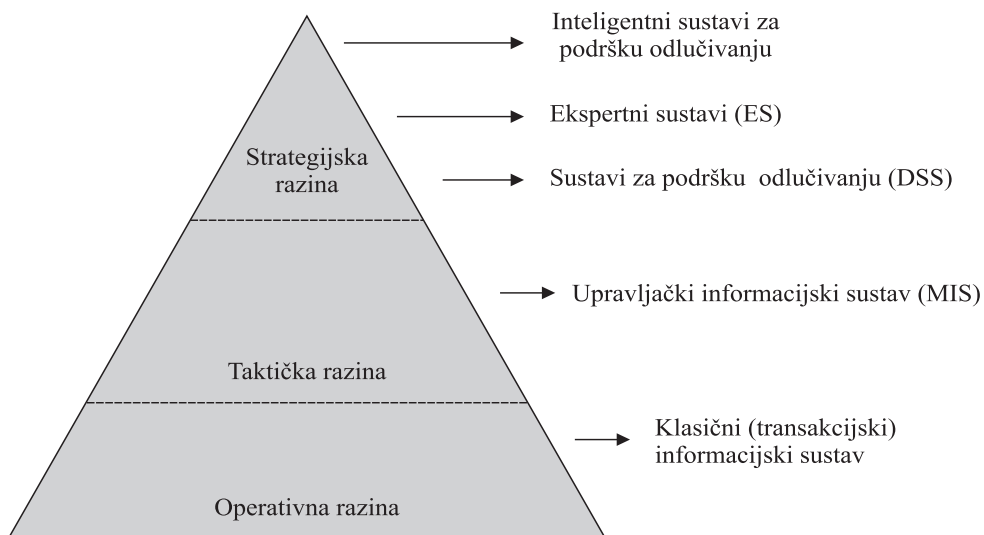 Inteligentni sustavi za
podršku odlučivanju
Ekspertni sustavi (ES)
Strategijska
razina
Sustavi za podršku odlučivanju (DSS)
Upravljački informacijski sustav (MIS)
Taktička razina
Klasični (transakcijski)
informacijski sustav
Operativna razina